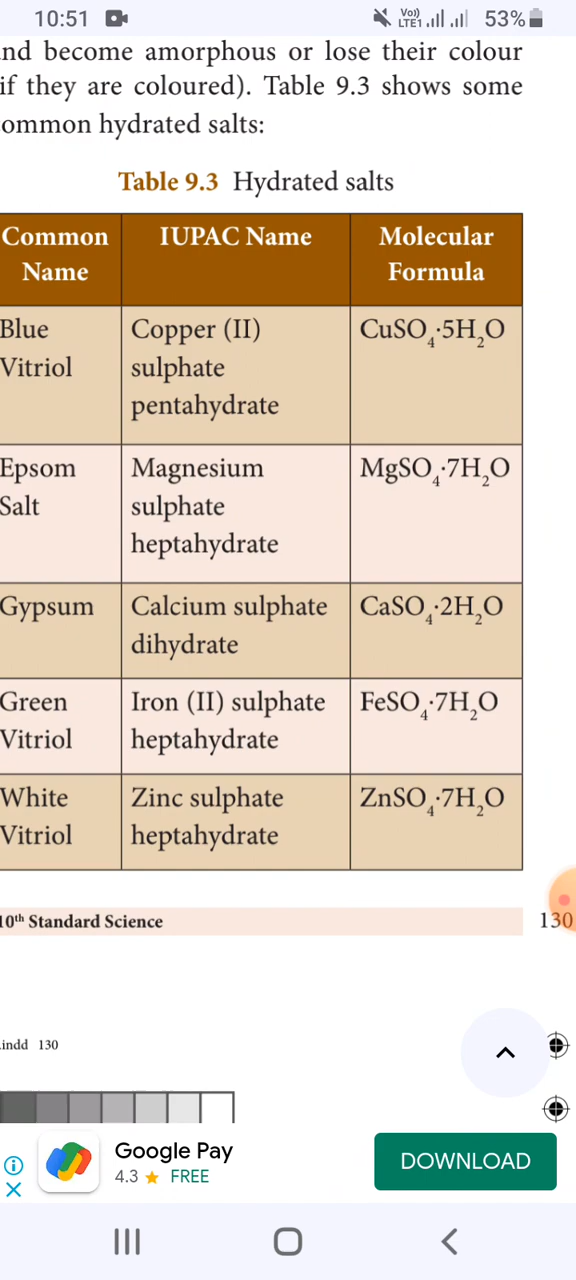 10:51
Vo)) LTE1 53%
nd become amorphous or lose their colour
if they are coloured). Table 9.3 shows some
ommon hydrated salts:
Table 9.3 Hydrated salts
Common Name IUPAC Name Molecular Formula
Blue Vitriol Copper (II) sulphate pentahydrate CuSO₄·5H₂O
Epsom Salt Magnesium sulphate heptahydrate MgSO₄·7H₂O
Gypsum Calcium sulphate dihydrate CaSO₄·2H₂O
Green Vitriol Iron (II) sulphate heptahydrate FeSO₄·7H₂O
White Vitriol Zinc sulphate heptahydrate ZnSO₄·7H₂O
10th Standard Science 130
.indd 130
Google Pay
4.3 ★ FREE
DOWNLOAD